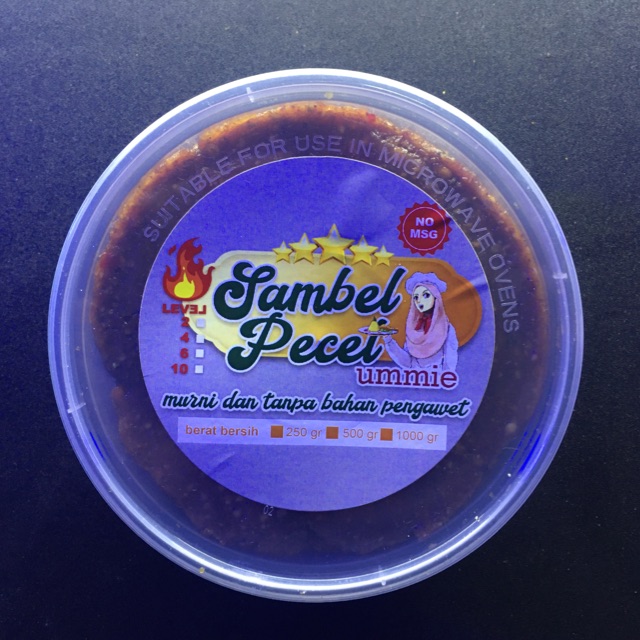 SUITABLE FOR USE IN MICROWAVE OVENS
NO
MSG
LEVEL
2
4
6
10
Sambel
Pecel
ummie
murni dan tanpa bahan pengawet
berat bersih 250 gr 500 gr 1000 gr